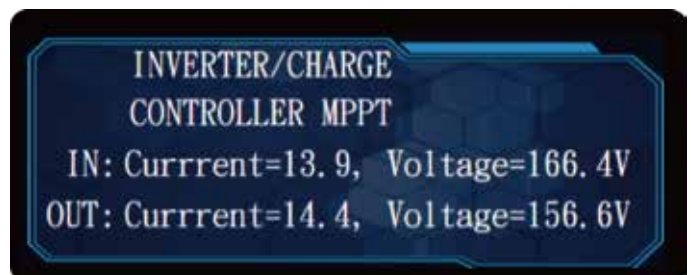 INVERTER/CHARGE
CONTROLLER MPPT
IN: Currrent=13.9, Voltage=166.4V
OUT: Currrent=14.4, Voltage=156.6V